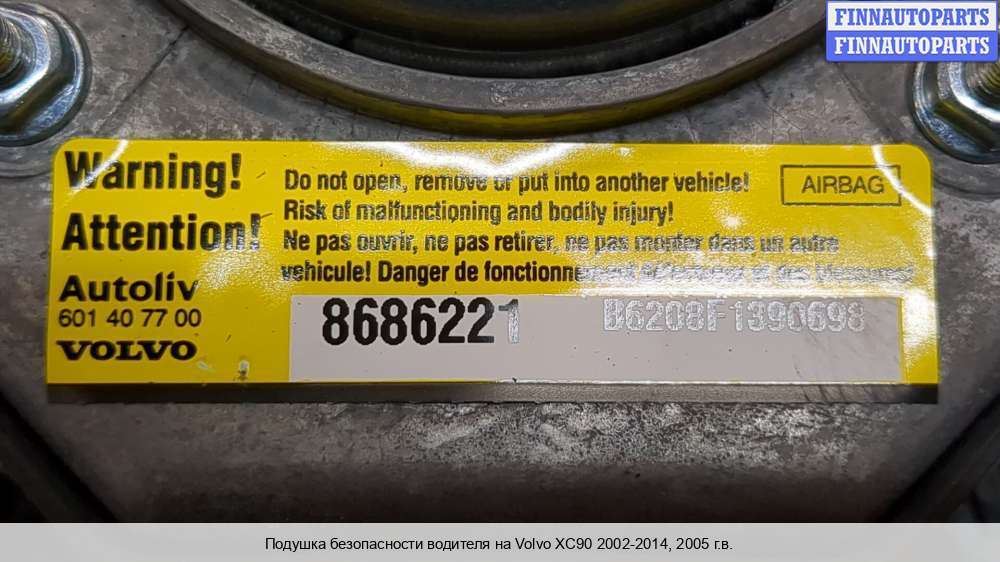 FINNAUTOPARTS
FINNAUTOPARTS
Warning!
Attention!
Do not open, remove or put into another vehicle!
Risk of malfunctioning and bodily injury!
Ne pas ouvrir, ne pas retirer, ne pas monter dans un autre
vehicule! Danger de fonctionnement et des
AIRBAG
Autoliv
601 40 77 00
VOLVO
8686221
B6208F1390698
Подушка безопасности водителя на Volvo XC90 2002-2014, 2005 г.в.